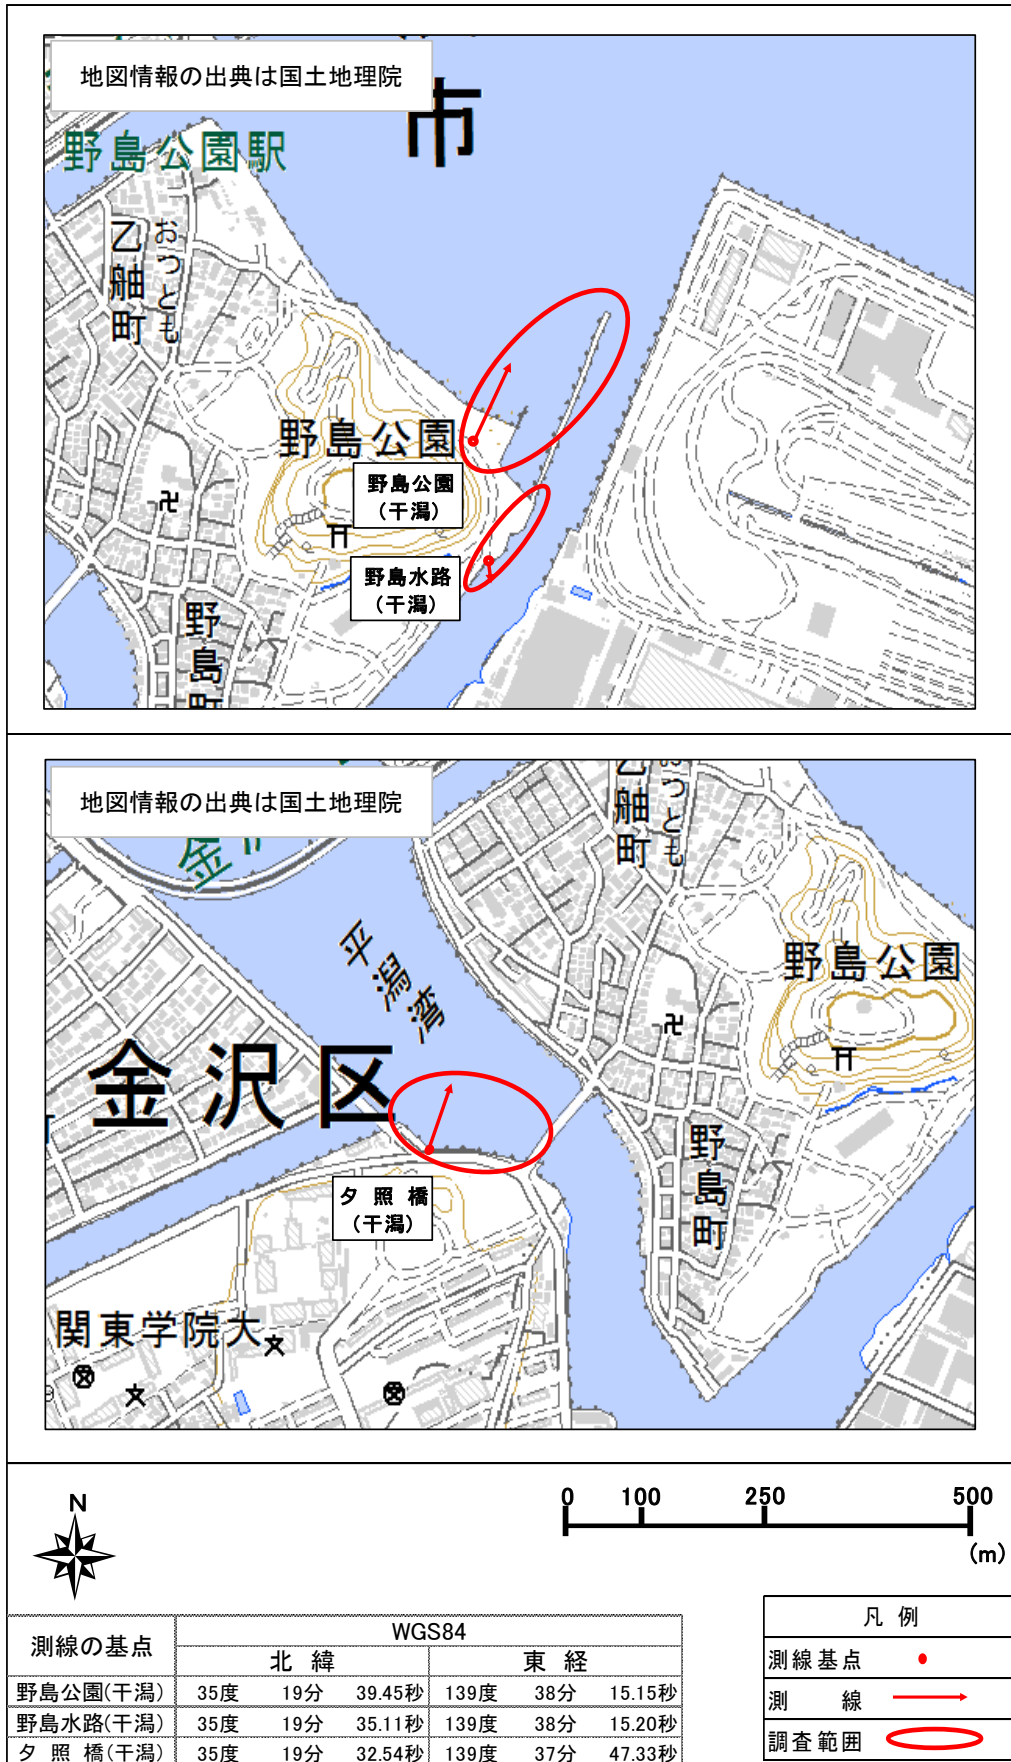 地図情報の出典は国土地理院
市
野島公園駅
乙舳町
おつとも
野島公園
野島公園
(干潟)
野島水路
(干潟)
野島町
地図情報の出典は国土地理院
金沢
乙舳町
おつとも
平潟湾
野島公園
金沢区
野島町
夕照橋
(干潟)
関東学院大
N
0 100 250 500
(m)
測線の基点 WGS84
北緯 東経
野島公園(干潟) 35度 19分 39.45秒 139度 38分 15.15秒
野島水路(干潟) 35度 19分 35.11秒 139度 38分 15.20秒
夕照橋(干潟) 35度 19分 32.54秒 139度 37分 47.33秒
凡例
測線基点
測線
調査範囲